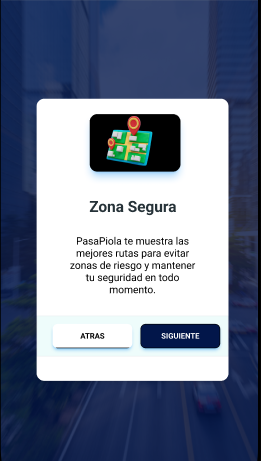 Zona Segura
PasaPiola te muestra las
mejores rutas para evitar
zonas de riesgo y mantener
tu seguridad en todo
momento.
ATRAS
SIGUIENTE